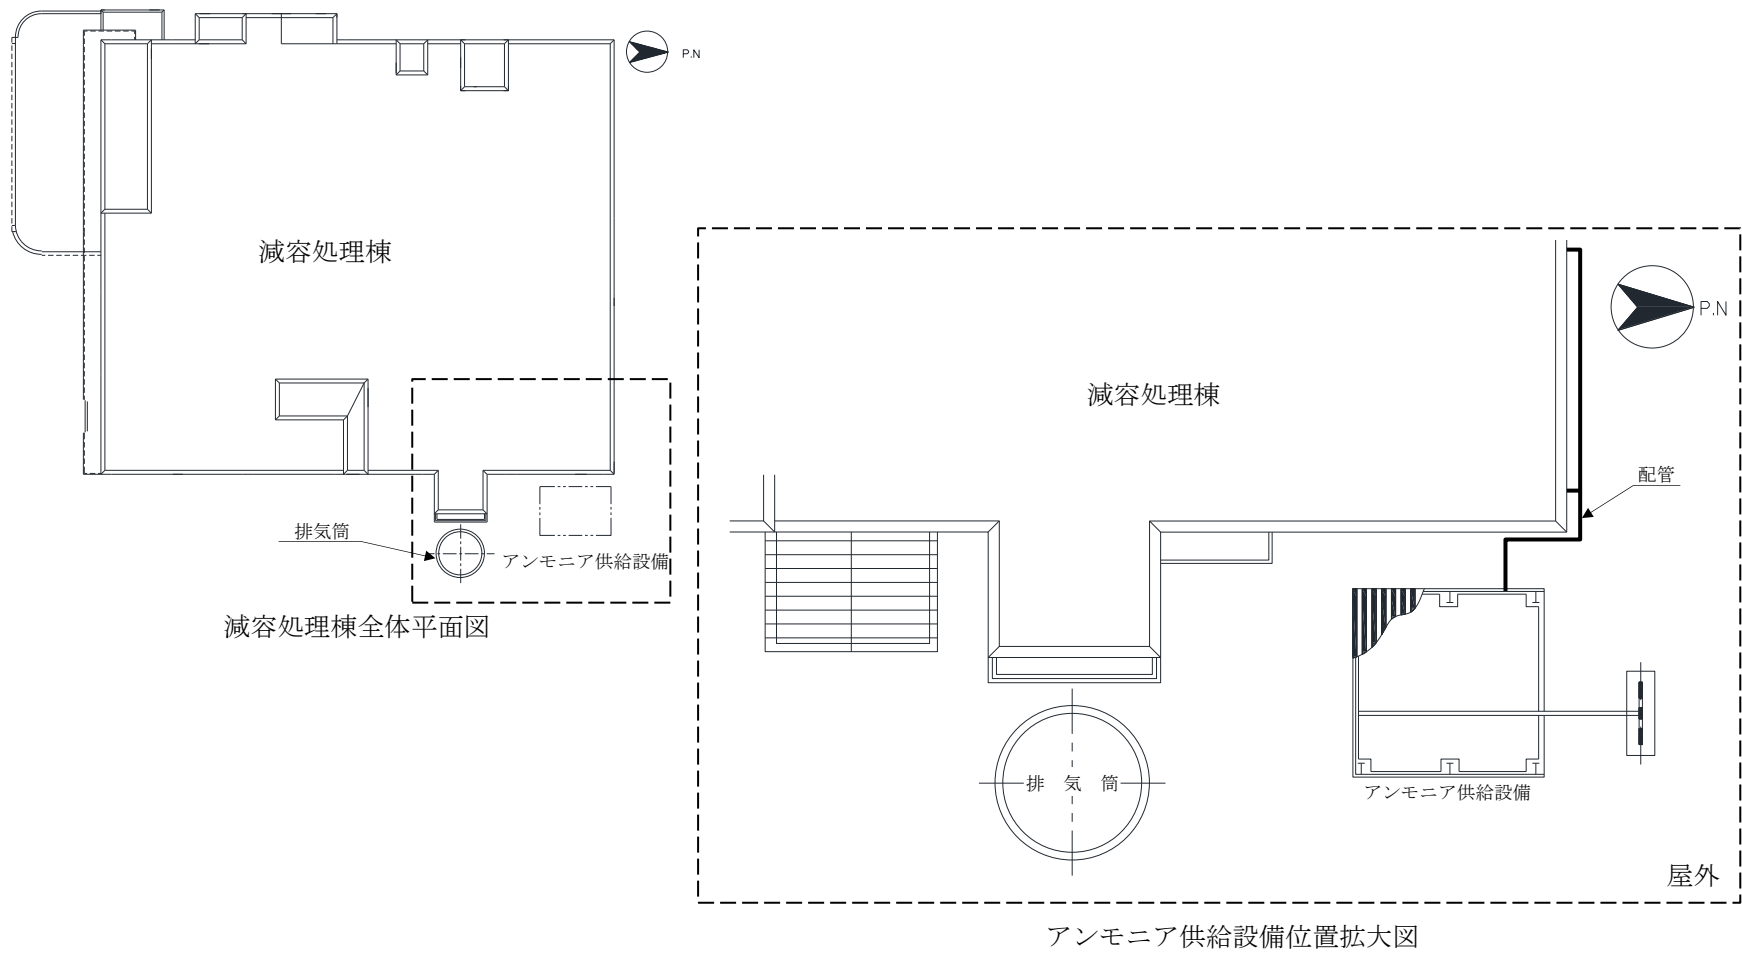 P.N
減容処理棟
排気筒
アンモニア供給設備
減容処理棟全体平面図
P.N
減容処理棟
配管
排 気 筒
アンモニア供給設備
屋外
アンモニア供給設備位置拡大図